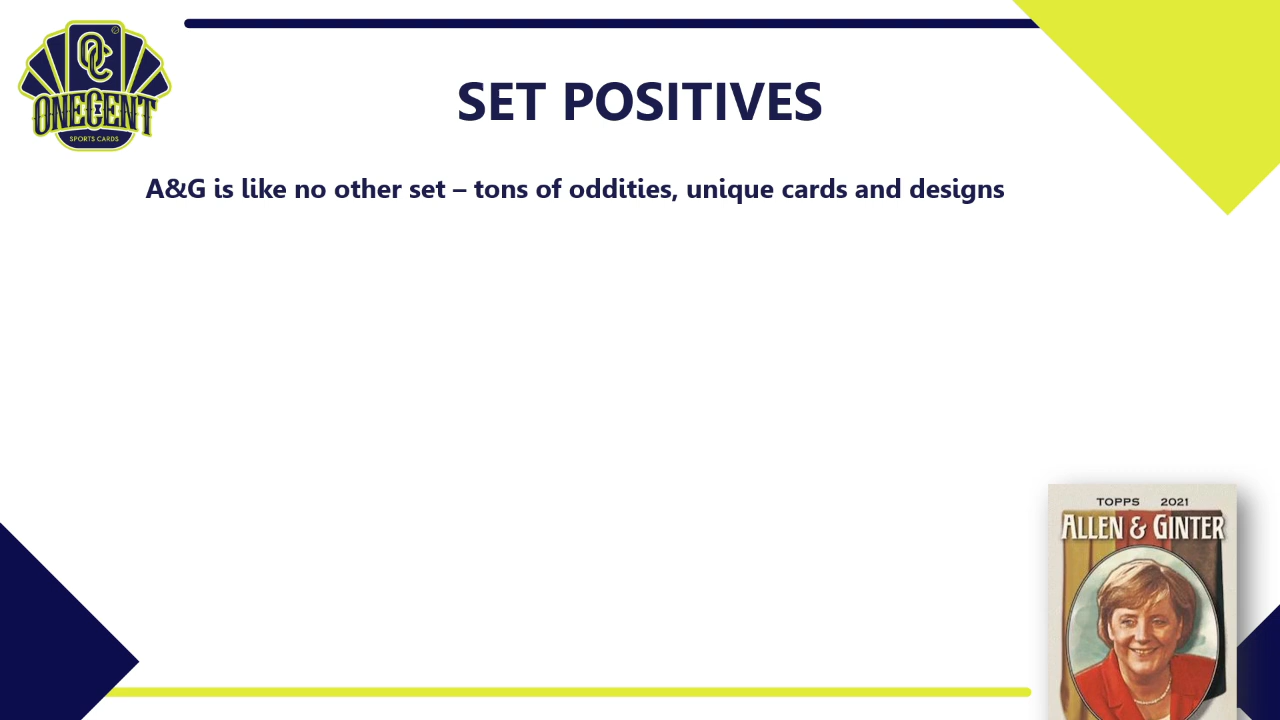 OC
ONECENT
SPORTS CARDS
SET POSITIVES
A&G is like no other set – tons of oddities, unique cards and designs
TOPPS 2021
ALLEN & GINTER